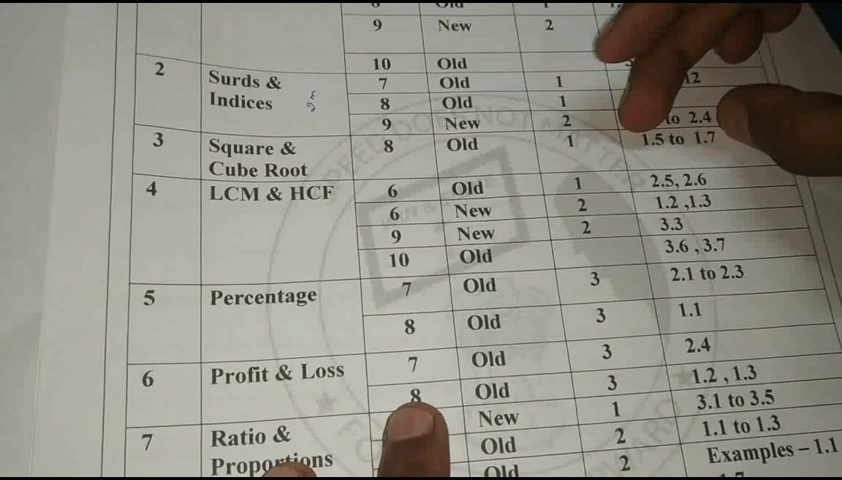 9 New 2
10 Old
2 Surds & Indices 7 Old 1
8 Old 1
9 New 2 to 2.4
3 Square & Cube Root 8 Old 1 1.5 to 1.7
4 LCM & HCF 6 Old 1 2.5, 2.6
6 New 2 1.2 ,1.3
9 New 2 3.3
10 Old 3.6 , 3.7
5 Percentage 7 Old 3 2.1 to 2.3
8 Old 3 1.1
6 Profit & Loss 7 Old 3 2.4
8 Old 3 1.2 , 1.3
New 1 3.1 to 3.5
7 Ratio & Proportions Old 2 1.1 to 1.3
Old 2 Examples – 1.1